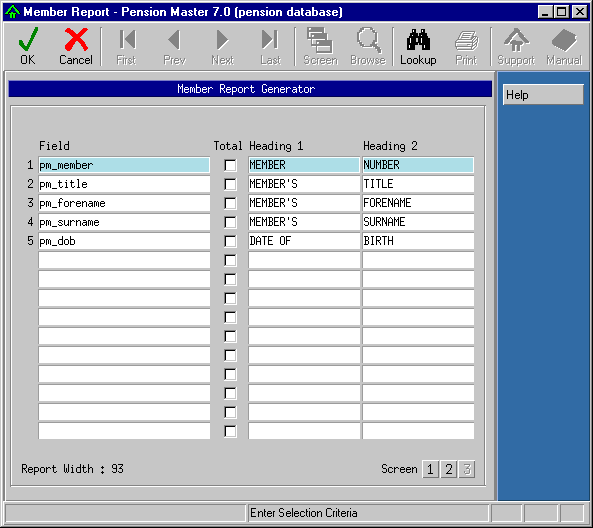 Member Report - Pension Master 7.0 (pension database)
OK Cancel First Prev Next Last Screen Browse Lookup Print Support Manual
Member Report Generator
Help
Field Total Heading 1 Heading 2
1 pm_member MEMBER NUMBER
2 pm_title MEMBER'S TITLE
3 pm_forename MEMBER'S FORENAME
4 pm_surname MEMBER'S SURNAME
5 pm_dob DATE OF BIRTH
Report Width : 93 Screen 1 2 3
Enter Selection Criteria